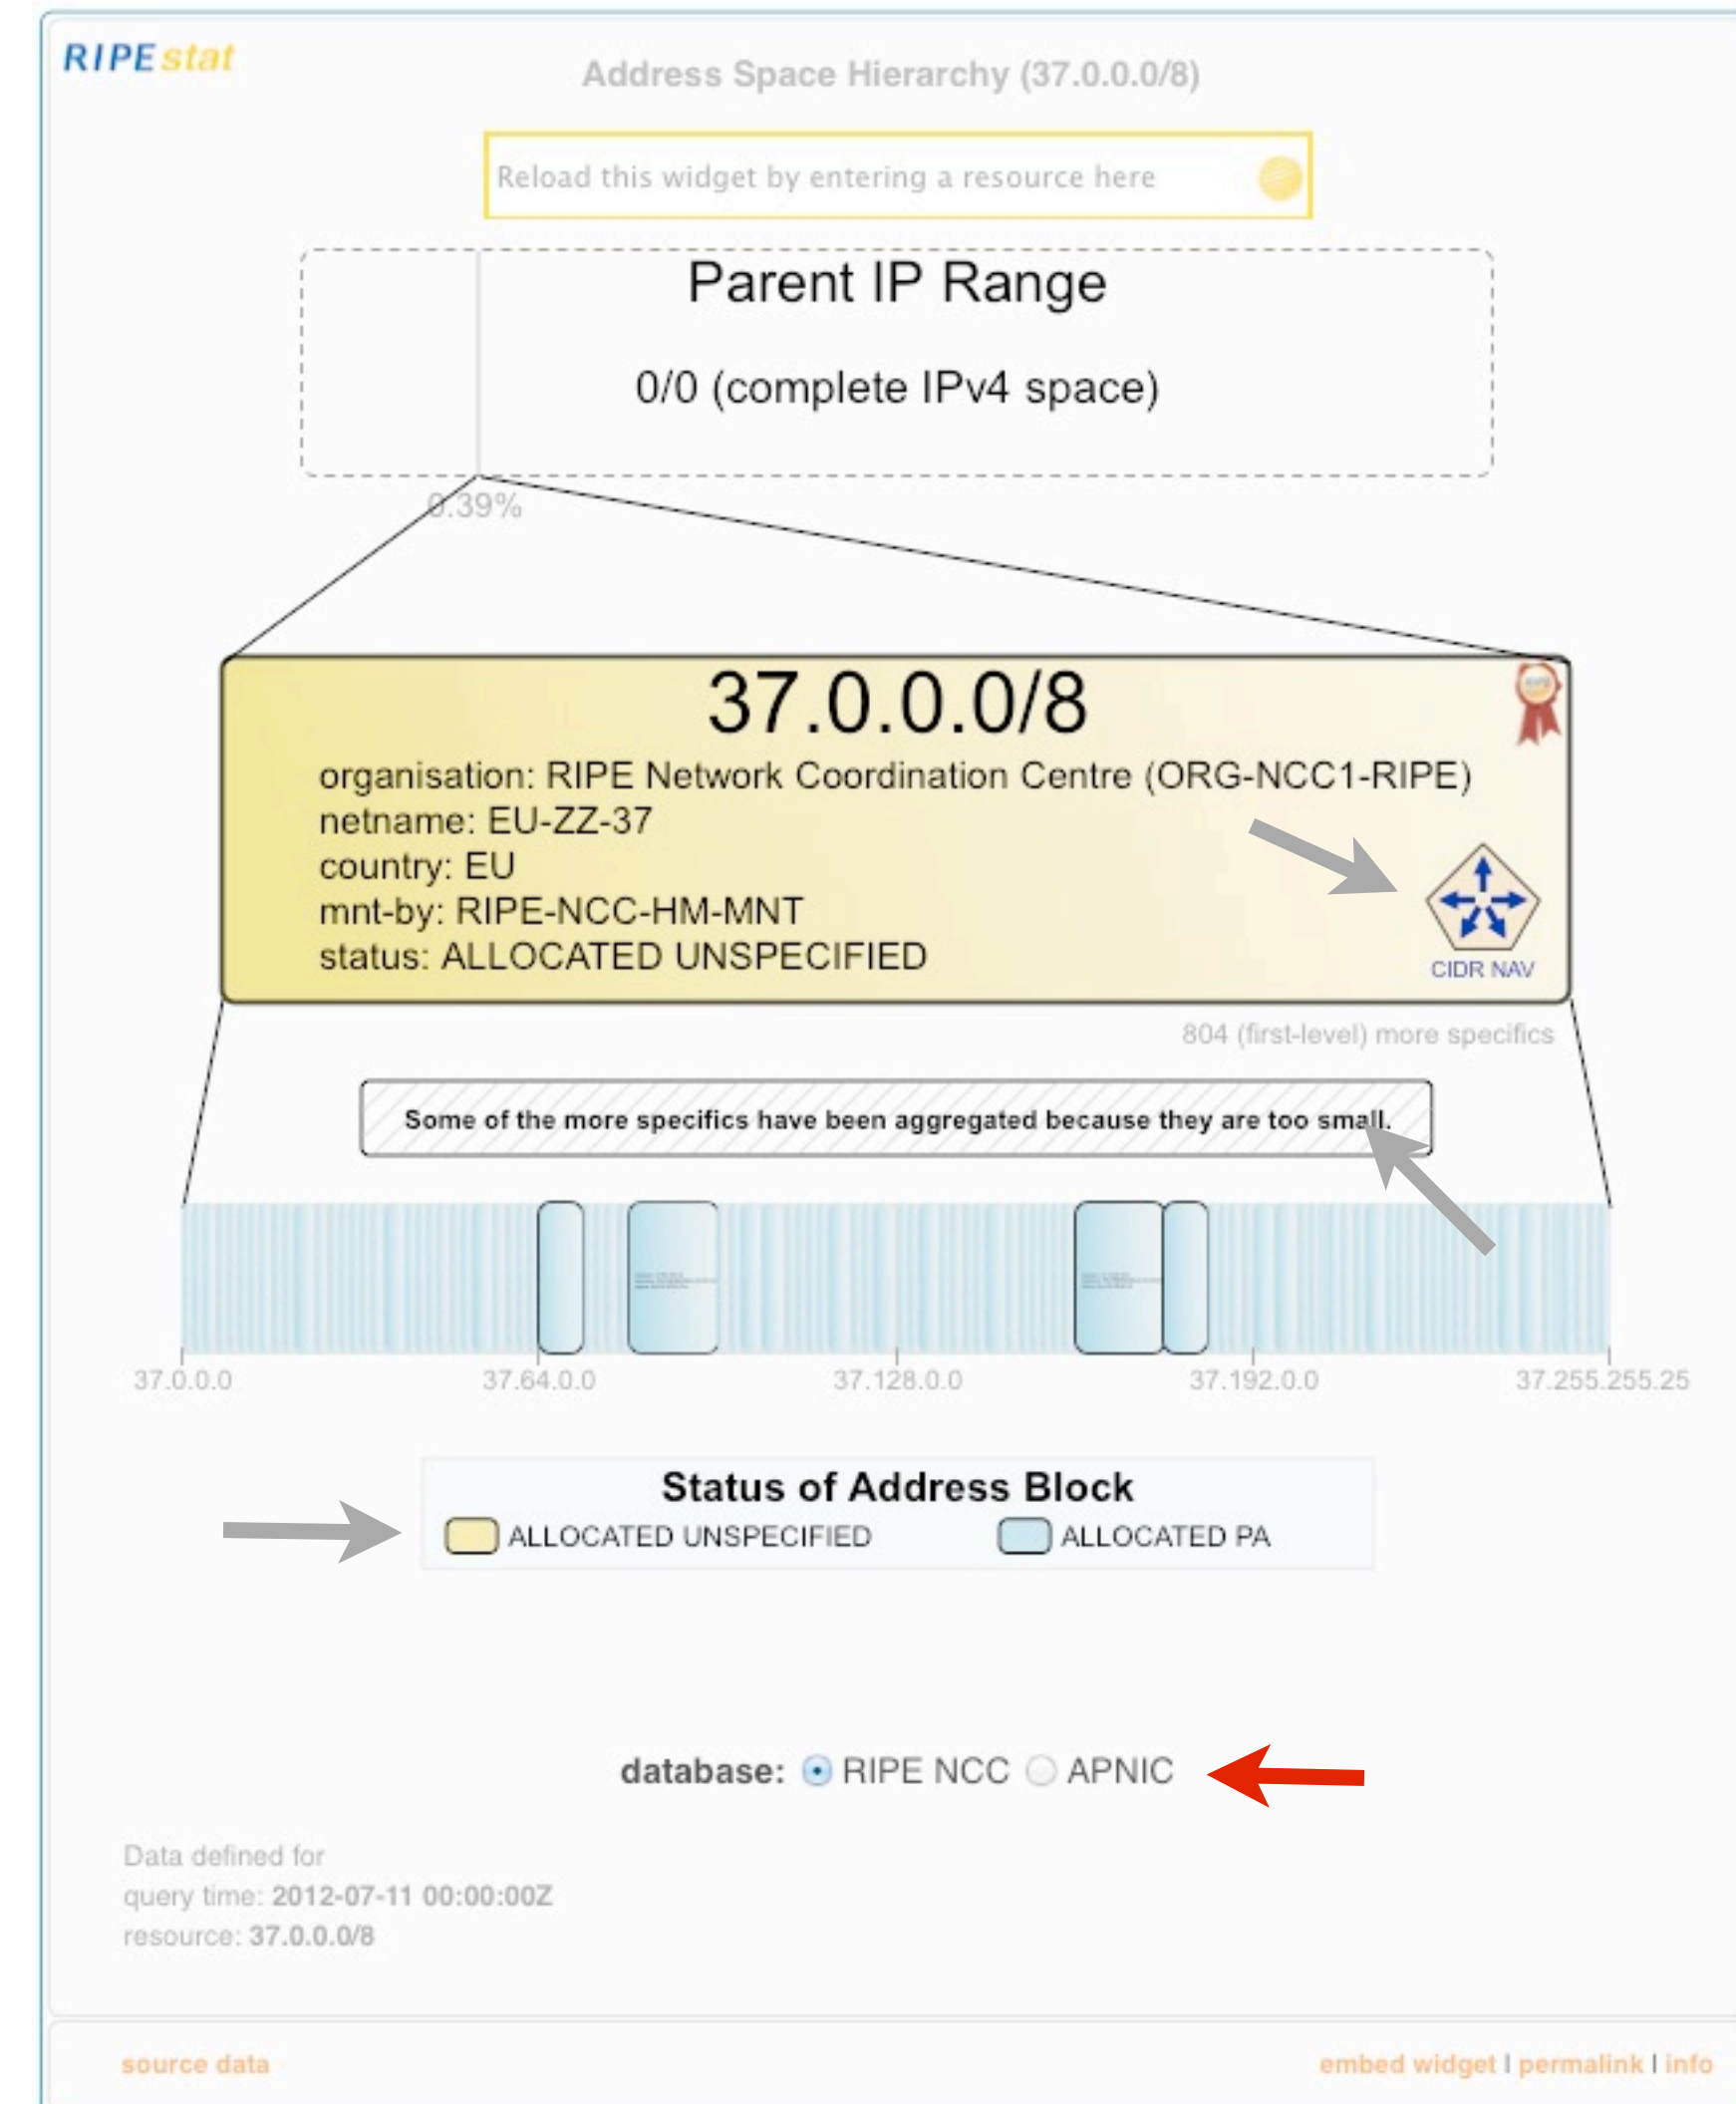 RIPEstat
Address Space Hierarchy (37.0.0.0/8)
Reload this widget by entering a resource here
Parent IP Range
0/0 (complete IPv4 space)
0.39%
37.0.0.0/8
organisation: RIPE Network Coordination Centre (ORG-NCC1-RIPE)
netname: EU-ZZ-37
country: EU
mnt-by: RIPE-NCC-HM-MNT
status: ALLOCATED UNSPECIFIED
CIDR NAV
804 (first-level) more specifics
Some of the more specifics have been aggregated because they are too small.
37.0.0.0 37.64.0.0 37.128.0.0 37.192.0.0 37.255.255.25
Status of Address Block
ALLOCATED UNSPECIFIED ALLOCATED PA
database: RIPE NCC APNIC
Data defined for
query time: 2012-07-11 00:00:00Z
resource: 37.0.0.0/8
source data embed widget | permalink | info